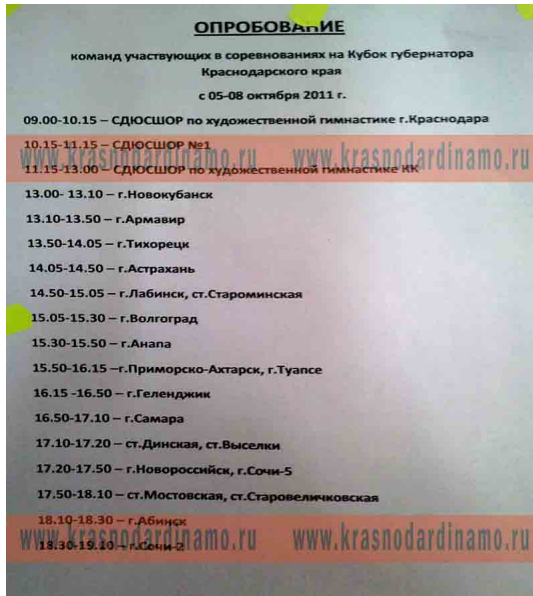 ОПРОБОВАНИЕ
команд участвующих в соревнованиях на Кубок губернатора
Краснодарского края
с 05-08 октября 2011 г.
09.00-10.15 – СДЮСШОР по художественной гимнастике г.Краснодара
10.15-11.15 – СДЮСШОР №1
www.krasnodardinamo.ru www.krasnodardinamo.ru
11.15-13.00 – СДЮСШОР по художественной гимнастике КК
13.00- 13.10 – г.Новокубанск
13.10-13.50 – г.Армавир
13.50-14.05 – г.Тихорецк
14.05-14.50 – г.Астрахань
14.50-15.05 – г.Лабинск, ст.Староминская
15.05-15.30 – г.Волгоград
15.30-15.50 – г.Анапа
15.50-16.15 –г.Приморско-Ахтарск, г.Туапсе
16.15 -16.50 – г.Геленджик
16.50-17.10 – г.Самара
17.10-17.20 – ст.Динская, ст.Выселки
17.20-17.50 – г.Новороссийск, г.Сочи-5
17.50-18.10 – ст.Мостовская, ст.Старовеличковская
18.10-18.30 – г.Абинск
www.krasnodardinamo.ru www.krasnodardinamo.ru
18.30-19.10 – г.Сочи-2